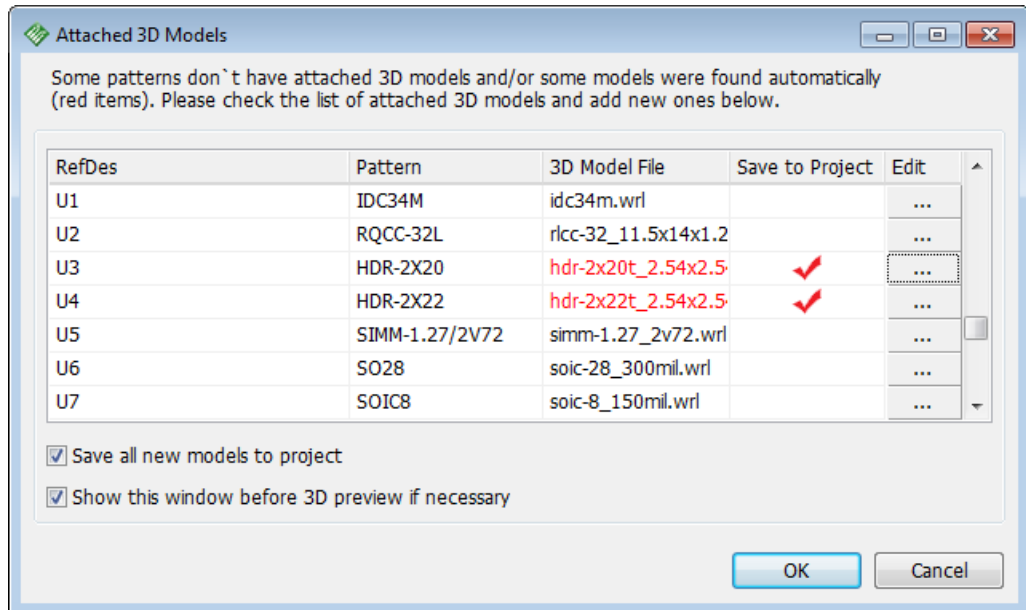 Attached 3D Models
Some patterns don`t have attached 3D models and/or some models were found automatically
(red items). Please check the list of attached 3D models and add new ones below.
RefDes Pattern 3D Model File Save to Project Edit
U1 IDC34M idc34m.wrl ...
U2 RQCC-32L rlcc-32_11.5x14x1.2 ...
U3 HDR-2X20 hdr-2x20t_2.54x2.5 ...
U4 HDR-2X22 hdr-2x22t_2.54x2.5 ...
U5 SIMM-1.27/2V72 simm-1.27_2v72.wrl ...
U6 SO28 soic-28_300mil.wrl ...
U7 SOIC8 soic-8_150mil.wrl ...
Save all new models to project
Show this window before 3D preview if necessary
OK Cancel